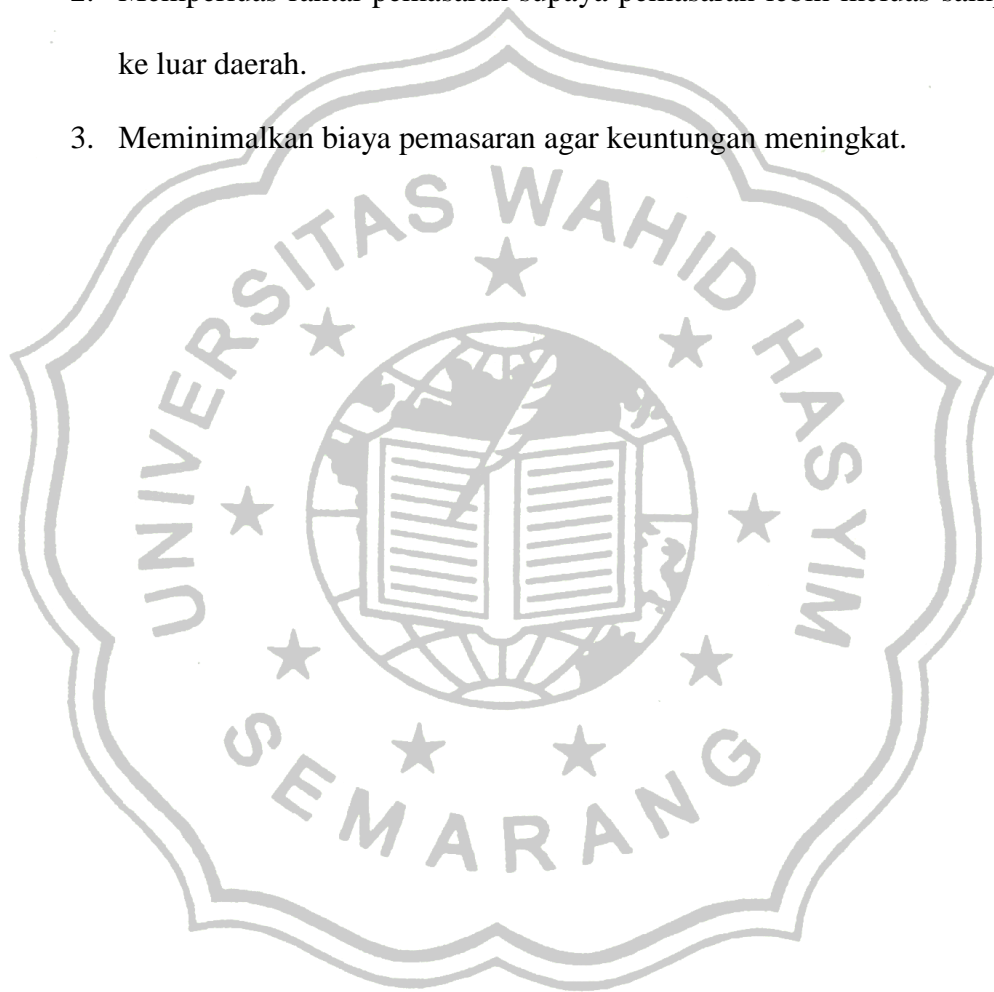 ke luar daerah.
3. Meminimalkan biaya pemasaran agar keuntungan meningkat.
UNIVERSITAS WAHID HASYIM
SEMARANG